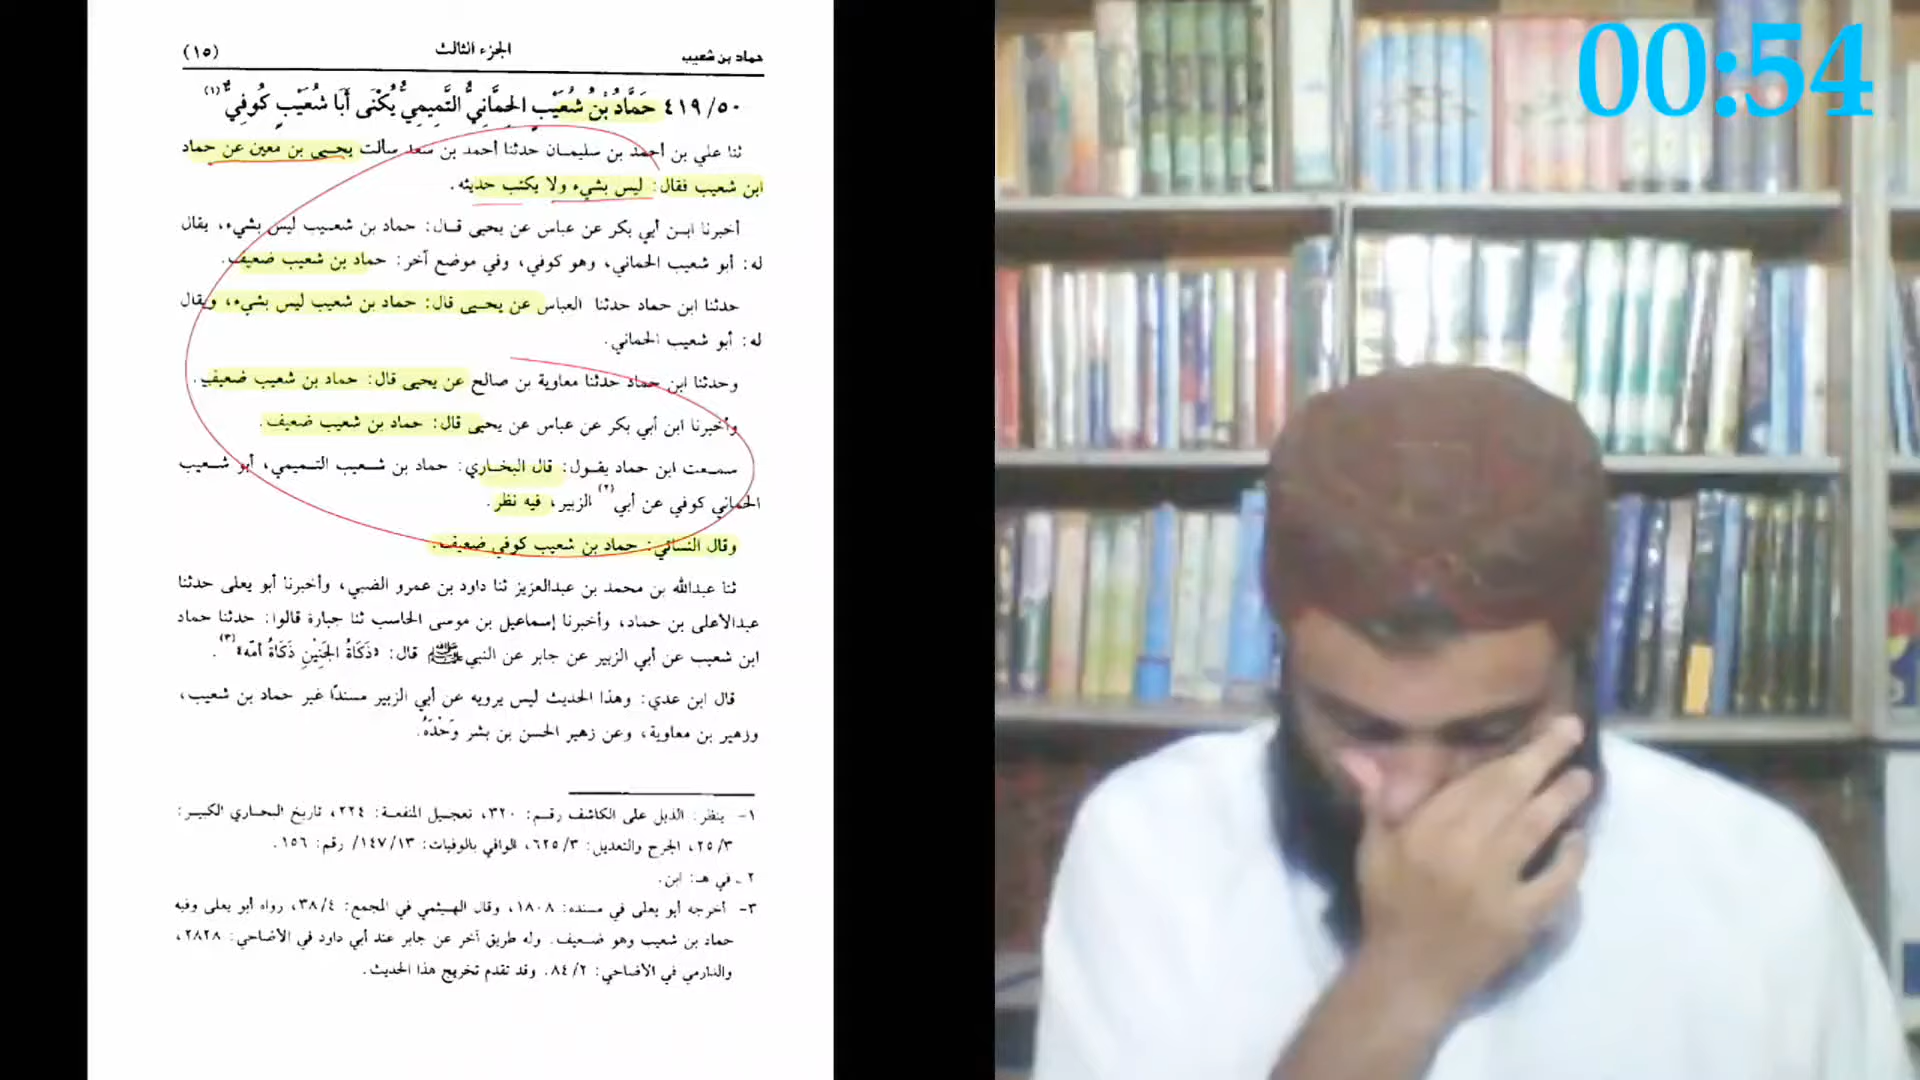 حماد بن شعيب
الجزء الثالث
(١٥)
٤١٩/٥٠ حَمَّادُ بْنُ شُعَيْبٍ الحِمَّانِيُّ التَّمِيمِيُّ يُكْنَى أَبَا شُعَيْبٍ كُوفِيٌّ(١)
ثنا علي بن أحمد بن سليمان حدثنا أحمد بن سعد سألت يحيى بن معين عن حماد
ابن شعيب فقال: ليس بشيء ولا يكتب حديثه.
أخبرنا ابن أبي بكر عن عباس عن يحيى قال: حماد بن شعيب ليس بشيء، يقال
له: أبو شعيب الحماني، وهو كوفي، وفي موضع آخر: حماد بن شعيب ضعيف.
حدثنا ابن حماد حدثنا العباس عن يحيى قال: حماد بن شعيب ليس بشيء، ويقال
له: أبو شعيب الحماني.
وحدثنا ابن حماد حدثنا معاوية بن صالح عن يحيى قال: حماد بن شعيب ضعيف.
وأخبرنا ابن أبي بكر عن عباس عن يحيى قال: حماد بن شعيب ضعيف.
سمعت ابن حماد يقول: قال البخاري: حماد بن شعيب التميمي، أبو شعيب
الحماني كوفي عن أبي(٢) الزبير، فيه نظر.
وقال النسائي: حماد بن شعيب كوفي ضعيف.
ثنا عبدالله بن محمد بن عبدالعزيز ثنا داود بن عمرو الضبي، وأخبرنا أبو يعلى حدثنا
عبدالأعلى بن حماد، وأخبرنا إسماعيل بن موسى الحاسب ثنا جبارة قالوا: حدثنا حماد
ابن شعيب عن أبي الزبير عن جابر عن النبي ﷺ قال: «ذَكَاةُ الجَنِيْنِ ذَكَاةُ أُمِّه»(٣).
قال ابن عدي: وهذا الحديث ليس يرويه عن أبي الزبير مسندًا غير حماد بن شعيب،
وزهير بن معاوية، وعن زهير الحسن بن بشر وَحْدَهُ.
١- ينظر: الذيل على الكاشف رقم: ٣٢٠، تعجيل المنفعة: ٢٢٤، تاريخ البخاري الكبير:
٢٥/٣، الجرح والتعديل: ٦٢٥/٣، الوافي بالوفيات: ١٤٧/١٣/ رقم: ١٥٦.
٢ـ في هـ: ابن.
٣- أخرجه أبو يعلى في مسنده: ١٨٠٨، وقال الهيثمي في المجمع: ٣٨/٤، رواه أبو يعلى وفيه
حماد بن شعيب وهو ضعيف. وله طريق آخر عن جابر عند أبي داود في الأضاحي: ٢٨٢٨،
والدارمي في الأضاحي: ٨٤/٢. وقد تقدم تخريج هذا الحديث.
00:54